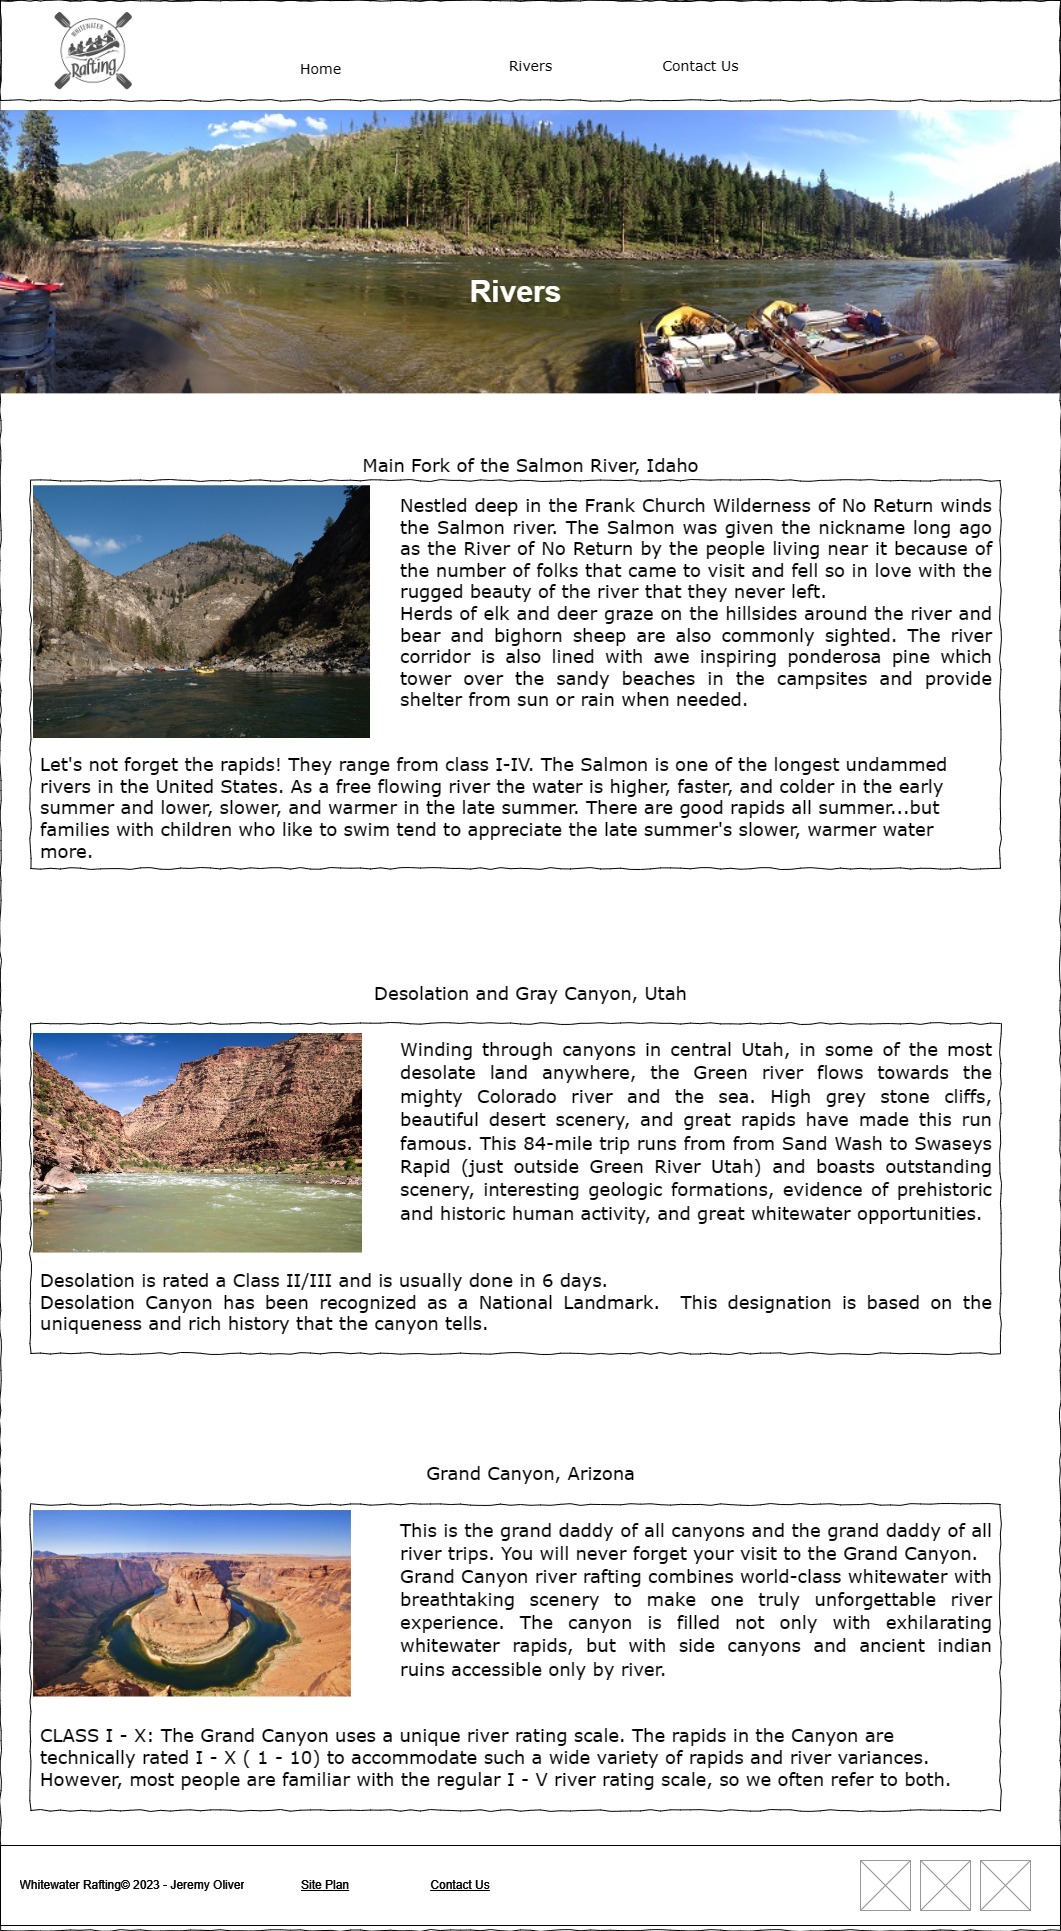 WHITEWATER
Rafting
Home
Rivers
Contact Us
Rivers
Main Fork of the Salmon River, Idaho
Nestled deep in the Frank Church Wilderness of No Return winds
the Salmon river. The Salmon was given the nickname long ago
as the River of No Return by the people living near it because of
the number of folks that came to visit and fell so in love with the
rugged beauty of the river that they never left.
Herds of elk and deer graze on the hillsides around the river and
bear and bighorn sheep are also commonly sighted. The river
corridor is also lined with awe inspiring ponderosa pine which
tower over the sandy beaches in the campsites and provide
shelter from sun or rain when needed.
Let's not forget the rapids! They range from class I-IV. The Salmon is one of the longest undammed
rivers in the United States. As a free flowing river the water is higher, faster, and colder in the early
summer and lower, slower, and warmer in the late summer. There are good rapids all summer...but
families with children who like to swim tend to appreciate the late summer's slower, warmer water
more.
Desolation and Gray Canyon, Utah
Winding through canyons in central Utah, in some of the most
desolate land anywhere, the Green river flows towards the
mighty Colorado river and the sea. High grey stone cliffs,
beautiful desert scenery, and great rapids have made this run
famous. This 84-mile trip runs from from Sand Wash to Swaseys
Rapid (just outside Green River Utah) and boasts outstanding
scenery, interesting geologic formations, evidence of prehistoric
and historic human activity, and great whitewater opportunities.
Desolation is rated a Class II/III and is usually done in 6 days.
Desolation Canyon has been recognized as a National Landmark.  This designation is based on the
uniqueness and rich history that the canyon tells.
Grand Canyon, Arizona
This is the grand daddy of all canyons and the grand daddy of all
river trips. You will never forget your visit to the Grand Canyon.
Grand Canyon river rafting combines world-class whitewater with
breathtaking scenery to make one truly unforgettable river
experience. The canyon is filled not only with exhilarating
whitewater rapids, but with side canyons and ancient indian
ruins accessible only by river.
CLASS I - X: The Grand Canyon uses a unique river rating scale. The rapids in the Canyon are
technically rated I - X ( 1 - 10) to accommodate such a wide variety of rapids and river variances.
However, most people are familiar with the regular I - V river rating scale, so we often refer to both.
Whitewater Rafting© 2023 - Jeremy Oliver
Site Plan
Contact Us